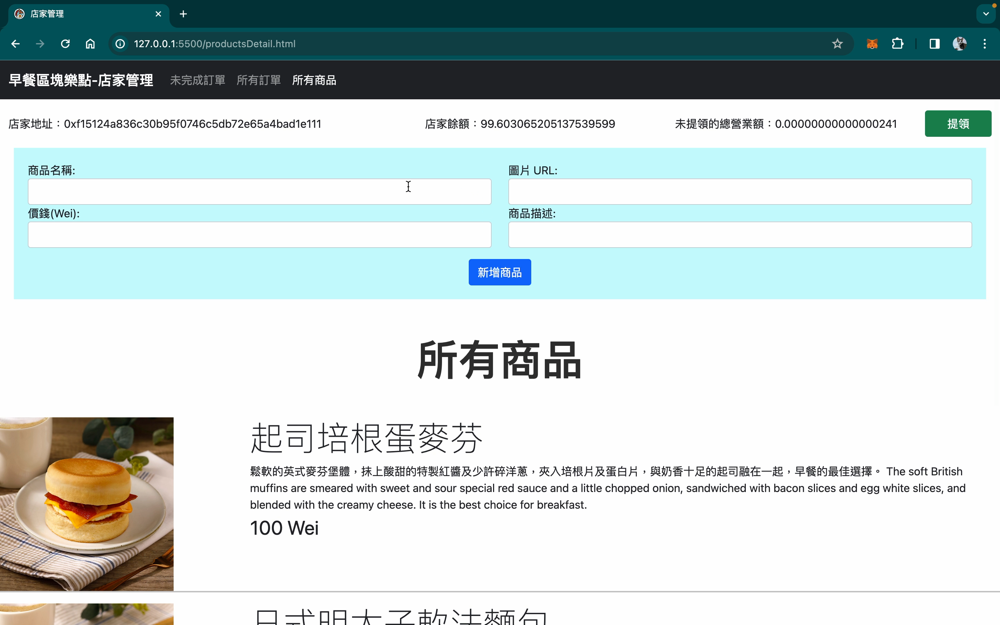 店家管理
127.0.0.1:5500/productsDetail.html
早餐區塊樂點-店家管理 未完成訂單 所有訂單 所有商品
店家地址：0xf15124a836c30b95f0746c5db72e65a4bad1e111 店家餘額：99.603065205137539599 未提領的總營業額：0.00000000000000241 提領
商品名稱: 圖片 URL:
價錢(Wei): 商品描述:
新增商品
所有商品
起司培根蛋麥芬
鬆軟的英式麥芬堡體，抹上酸甜的特製紅醬及少許碎洋蔥，夾入培根片及蛋白片，與奶香十足的起司融在一起，早餐的最佳選擇。 The soft British
muffins are smeared with sweet and sour special red sauce and a little chopped onion, sandwiched with bacon slices and egg white slices, and
blended with the creamy cheese. It is the best choice for breakfast.
100 Wei
日式明太子軟法麵包